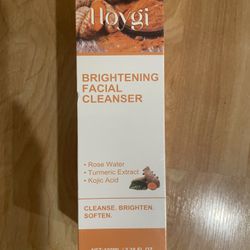 Hoygi
BRIGHTENING
FACIAL
CLEANSER
• Rose Water
• Turmeric Extract
• Kojic Acid
CLEANSE. BRIGHTEN.
SOFTEN.